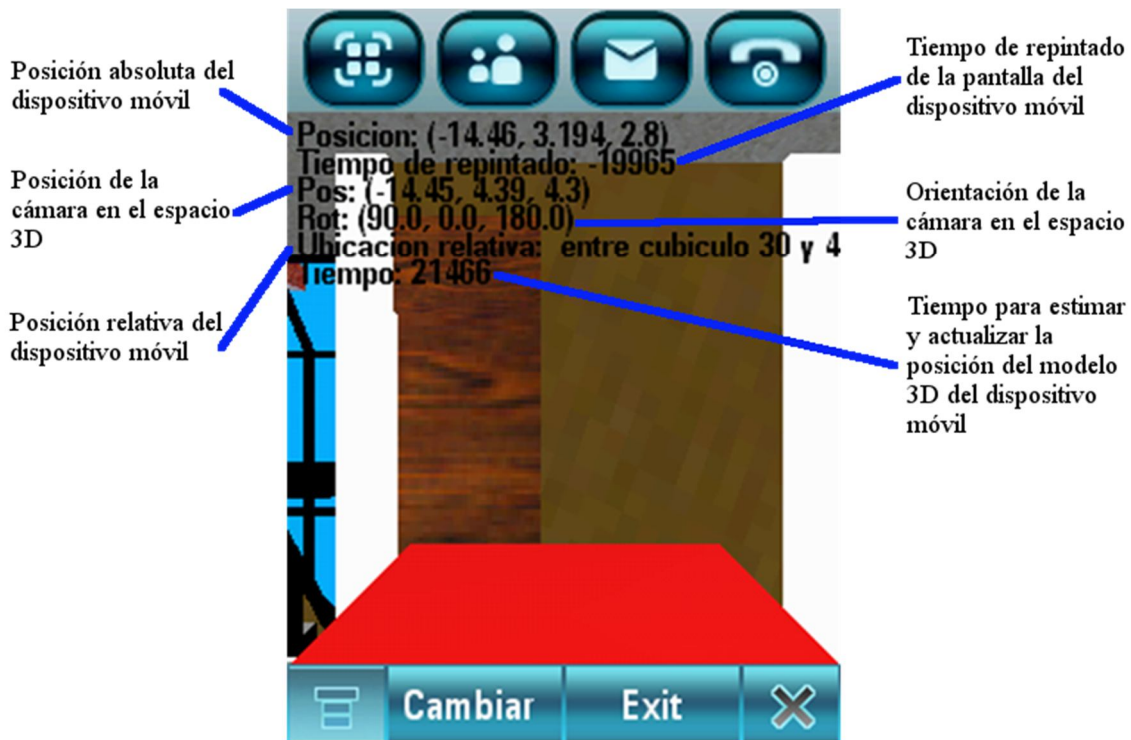 Posición absoluta del
dispositivo móvil
Posición de la
cámara en el espacio
3D
Posición relativa del
dispositivo móvil
Posicion: (-14.46, 3.194, 2.8)
Tiempo de repintado: -19965
Pos: (-14.45, 4.39, 4.3)
Rot: (90.0, 0.0, 180.0)
Ubicacion relativa: entre cubiculo 30 y 4
Tiempo: 21466
Tiempo de repintado
de la pantalla del
dispositivo móvil
Orientación de la
cámara en el espacio
3D
Tiempo para estimar
y actualizar la
posición del modelo
3D del dispositivo
móvil
Cambiar
Exit